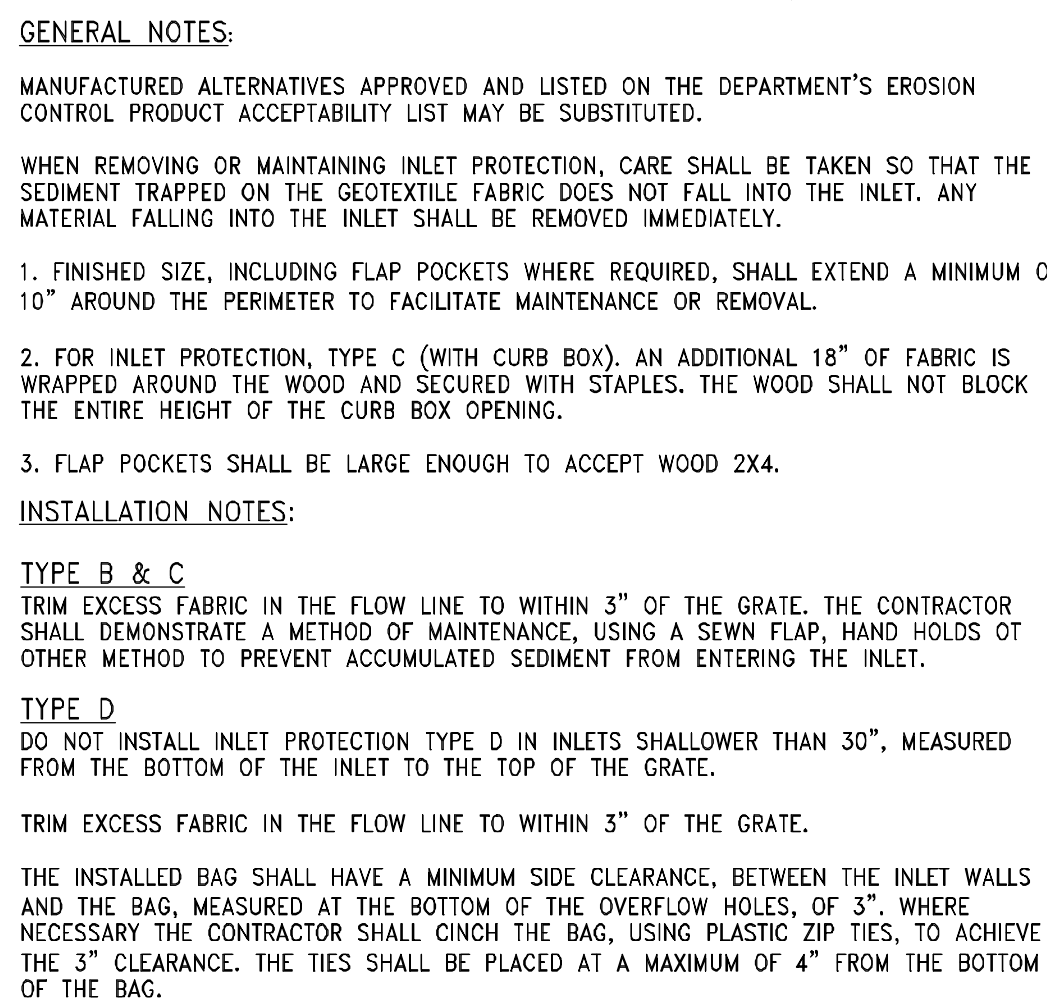 GENERAL NOTES:
MANUFACTURED ALTERNATIVES APPROVED AND LISTED ON THE DEPARTMENT'S EROSION
CONTROL PRODUCT ACCEPTABILITY LIST MAY BE SUBSTITUTED.
WHEN REMOVING OR MAINTAINING INLET PROTECTION, CARE SHALL BE TAKEN SO THAT THE
SEDIMENT TRAPPED ON THE GEOTEXTILE FABRIC DOES NOT FALL INTO THE INLET. ANY
MATERIAL FALLING INTO THE INLET SHALL BE REMOVED IMMEDIATELY.
1. FINISHED SIZE, INCLUDING FLAP POCKETS WHERE REQUIRED, SHALL EXTEND A MINIMUM
10" AROUND THE PERIMETER TO FACILITATE MAINTENANCE OR REMOVAL.
2. FOR INLET PROTECTION, TYPE C (WITH CURB BOX). AN ADDITIONAL 18" OF FABRIC IS
WRAPPED AROUND THE WOOD AND SECURED WITH STAPLES. THE WOOD SHALL NOT BLOCK
THE ENTIRE HEIGHT OF THE CURB BOX OPENING.
3. FLAP POCKETS SHALL BE LARGE ENOUGH TO ACCEPT WOOD 2X4.
INSTALLATION NOTES:
TYPE B & C
TRIM EXCESS FABRIC IN THE FLOW LINE TO WITHIN 3" OF THE GRATE. THE CONTRACTOR
SHALL DEMONSTRATE A METHOD OF MAINTENANCE, USING A SEWN FLAP, HAND HOLDS OT
OTHER METHOD TO PREVENT ACCUMULATED SEDIMENT FROM ENTERING THE INLET.
TYPE D
DO NOT INSTALL INLET PROTECTION TYPE D IN INLETS SHALLOWER THAN 30", MEASURED
FROM THE BOTTOM OF THE INLET TO THE TOP OF THE GRATE.
TRIM EXCESS FABRIC IN THE FLOW LINE TO WITHIN 3" OF THE GRATE.
THE INSTALLED BAG SHALL HAVE A MINIMUM SIDE CLEARANCE, BETWEEN THE INLET WALLS
AND THE BAG, MEASURED AT THE BOTTOM OF THE OVERFLOW HOLES, OF 3". WHERE
NECESSARY THE CONTRACTOR SHALL CINCH THE BAG, USING PLASTIC ZIP TIES, TO ACHIEVE
THE 3" CLEARANCE. THE TIES SHALL BE PLACED AT A MAXIMUM OF 4" FROM THE BOTTOM
OF THE BAG.